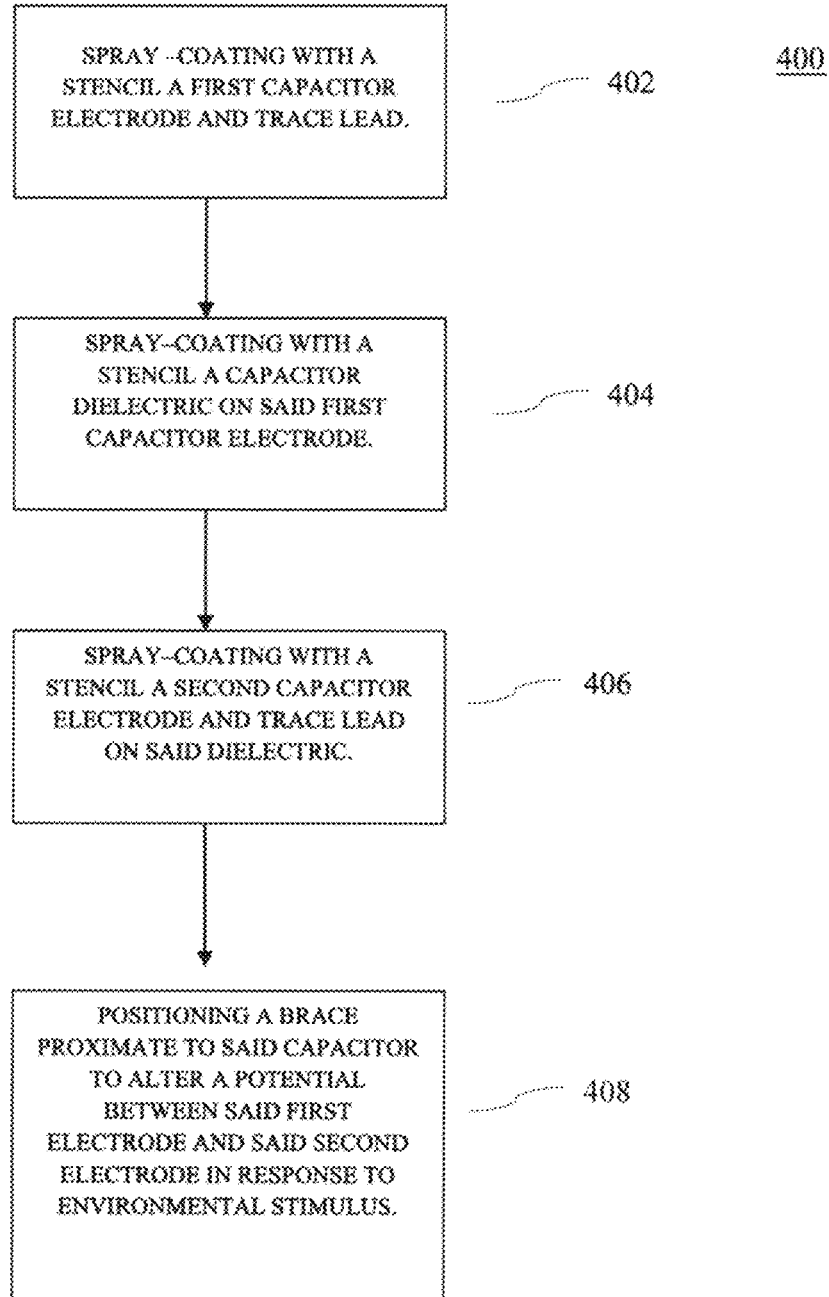 400
SPRAY–COATING WITH A
STENCIL A FIRST CAPACITOR
ELECTRODE AND TRACE LEAD.
402
SPRAY–COATING WITH A
STENCIL A CAPACITOR
DIELECTRIC ON SAID FIRST
CAPACITOR ELECTRODE.
404
SPRAY–COATING WITH A
STENCIL A SECOND CAPACITOR
ELECTRODE AND TRACE LEAD
ON SAID DIELECTRIC.
406
POSITIONING A BRACE
PROXIMATE TO SAID CAPACITOR
TO ALTER A POTENTIAL
BETWEEN SAID FIRST
ELECTRODE AND SAID SECOND
ELECTRODE IN RESPONSE TO
ENVIRONMENTAL STIMULUS.
408